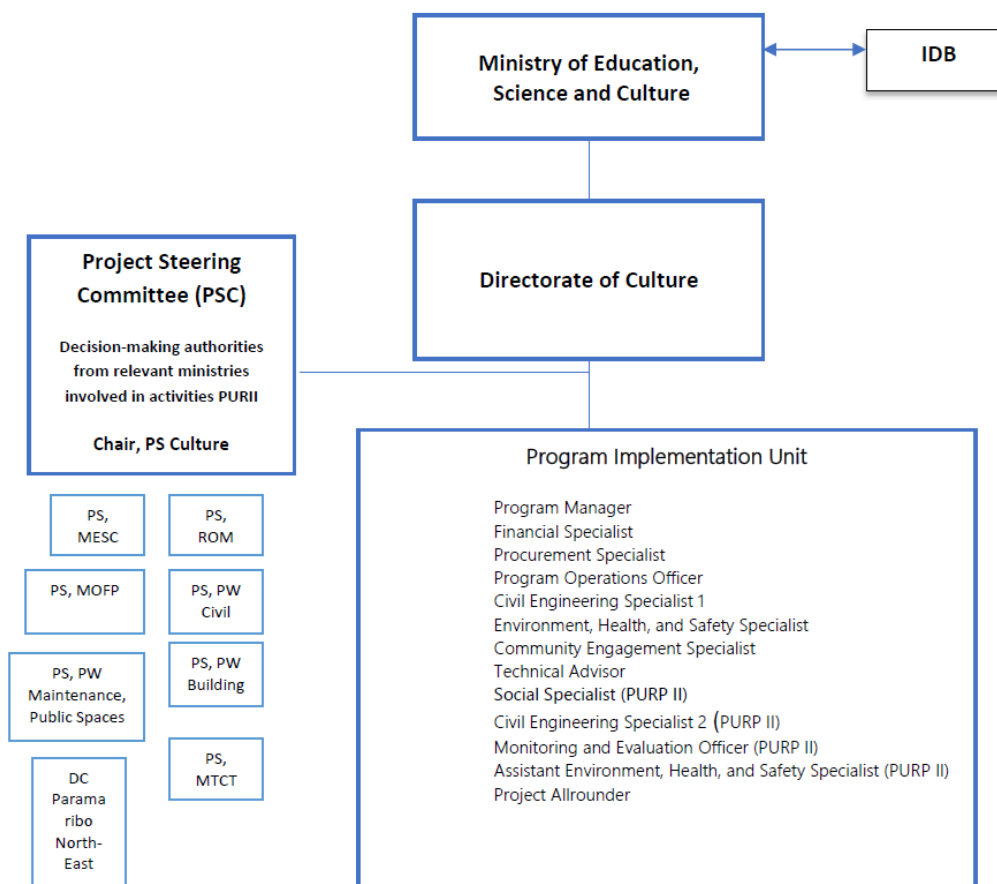 Ministry of Education,
Science and Culture
IDB
Directorate of Culture
Project Steering
Committee (PSC)
Decision-making authorities
from relevant ministries
involved in activities PURII
Chair, PS Culture
PS,
MESC
PS,
ROM
PS, MOFP
PS, PW
Civil
PS, PW
Maintenance,
Public Spaces
PS, PW
Building
PS,
MTCT
DC
Parama
ribo
North-
East
Program Implementation Unit
Program Manager
Financial Specialist
Procurement Specialist
Program Operations Officer
Civil Engineering Specialist 1
Environment, Health, and Safety Specialist
Community Engagement Specialist
Technical Advisor
Social Specialist (PURP II)
Civil Engineering Specialist 2 (PURP II)
Monitoring and Evaluation Officer (PURP II)
Assistant Environment, Health, and Safety Specialist (PURP II)
Project Allrounder